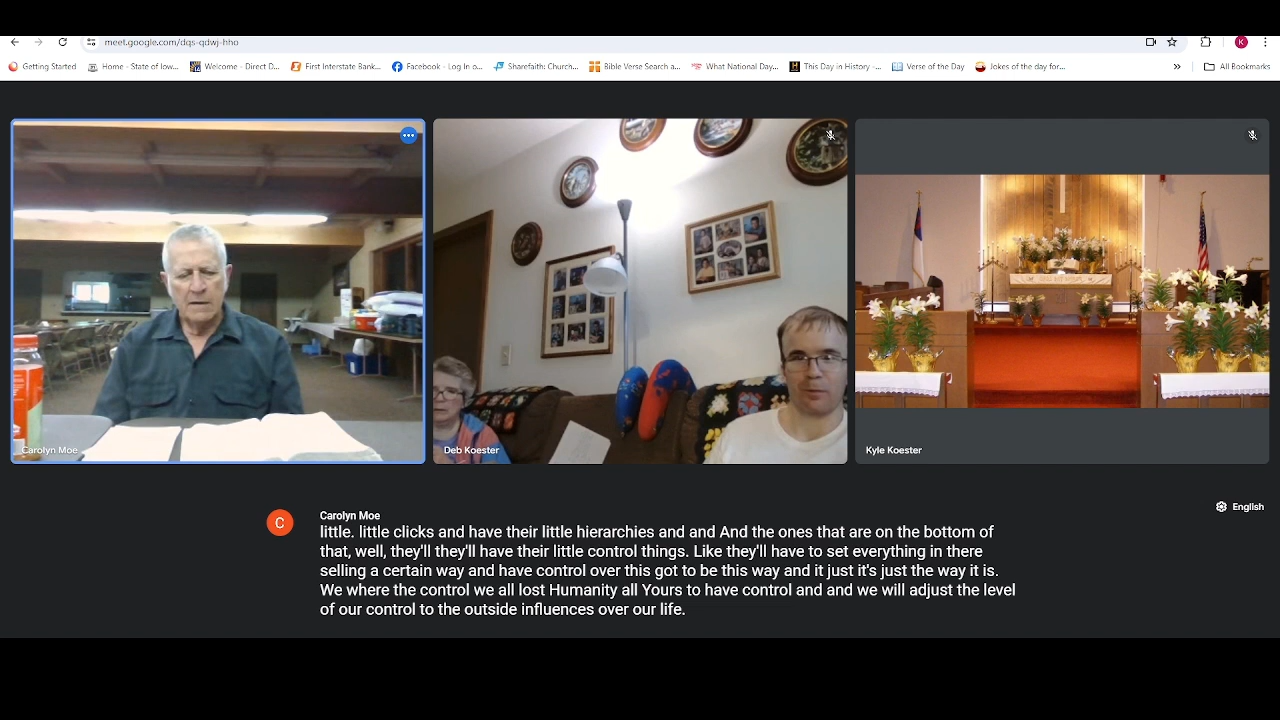 meet.google.com/dqs-qdwj-hho
Getting Started Home - State of Iow... Welcome - Direct D... First Interstate Bank... Facebook - Log In o... Sharefaith: Church... Bible Verse Search a... What National Day... This Day in History -... Verse of the Day Jokes of the day for... » All Bookmarks
K
Carolyn Moe
Deb Koester
Kyle Koester
English
C
Carolyn Moe
little. little clicks and have their little hierarchies and and And the ones that are on the bottom of
that, well, they'll they'll have their little control things. Like they'll have to set everything in there
selling a certain way and have control over this got to be this way and it just it's just the way it is.
We where the control we all lost Humanity all Yours to have control and and we will adjust the level
of our control to the outside influences over our life.